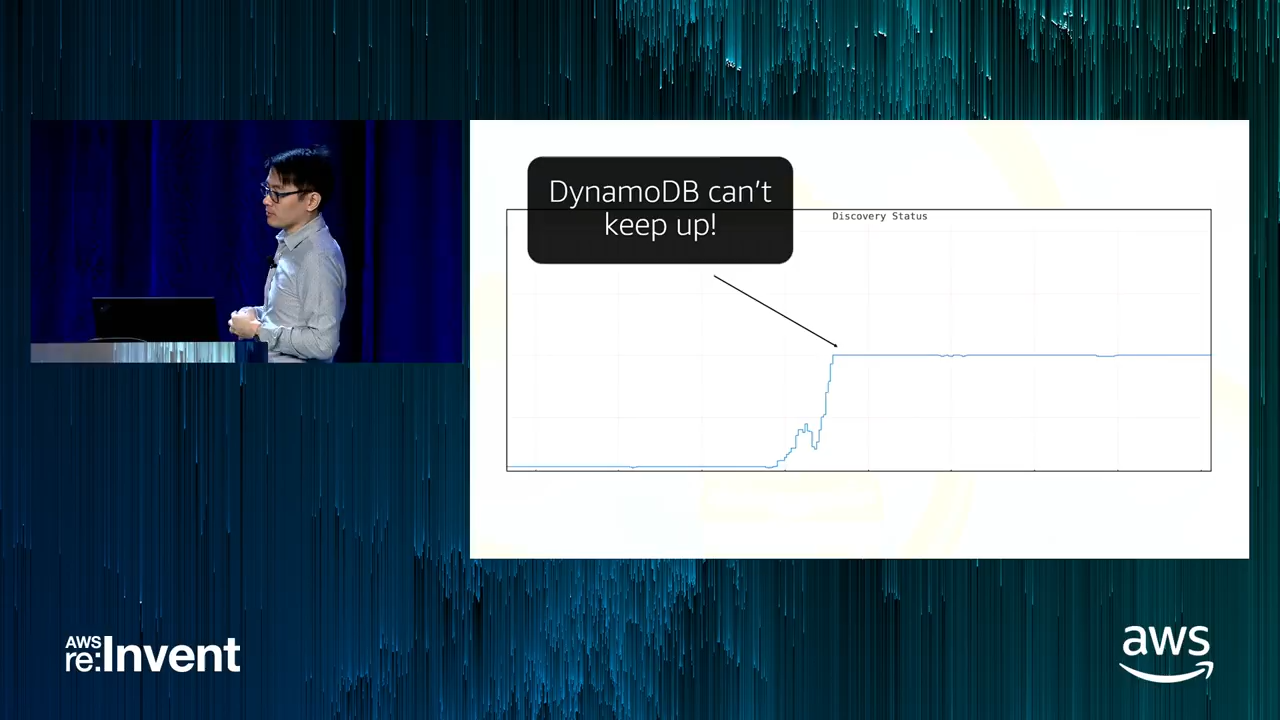 DynamoDB can't
keep up!
Discovery Status
AWS
re:Invent
aws